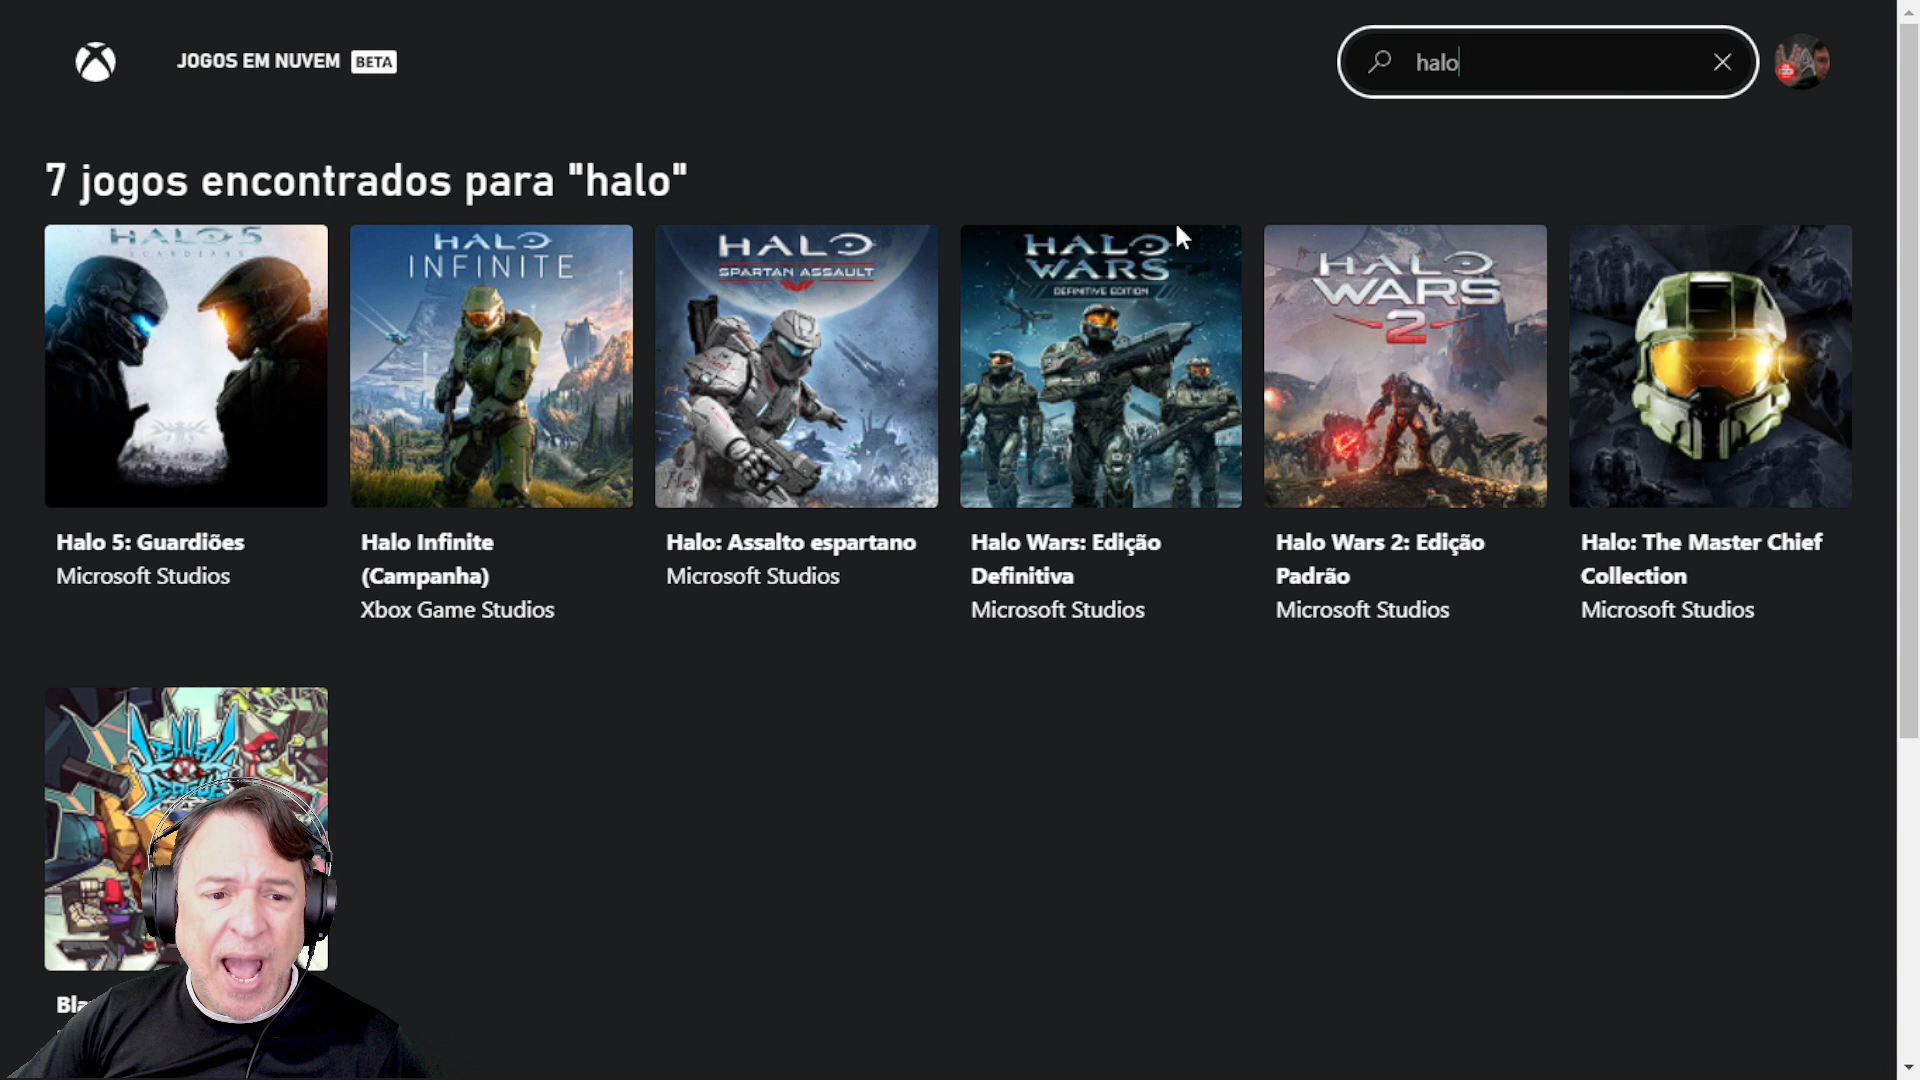 JOGOS EM NUVEM BETA
halo
7 jogos encontrados para "halo"
HALO 5
GUARDIANS
HALO
INFINITE
HALO
SPARTAN ASSAULT
HALO
WARS
DEFINITIVE EDITION
HALO
WARS
2
Halo 5: Guardiões
Microsoft Studios
Halo Infinite
(Campanha)
Xbox Game Studios
Halo: Assalto espartano
Microsoft Studios
Halo Wars: Edição
Definitiva
Microsoft Studios
Halo Wars 2: Edição
Padrão
Microsoft Studios
Halo: The Master Chief
Collection
Microsoft Studios
LETHAL
LEAGUE